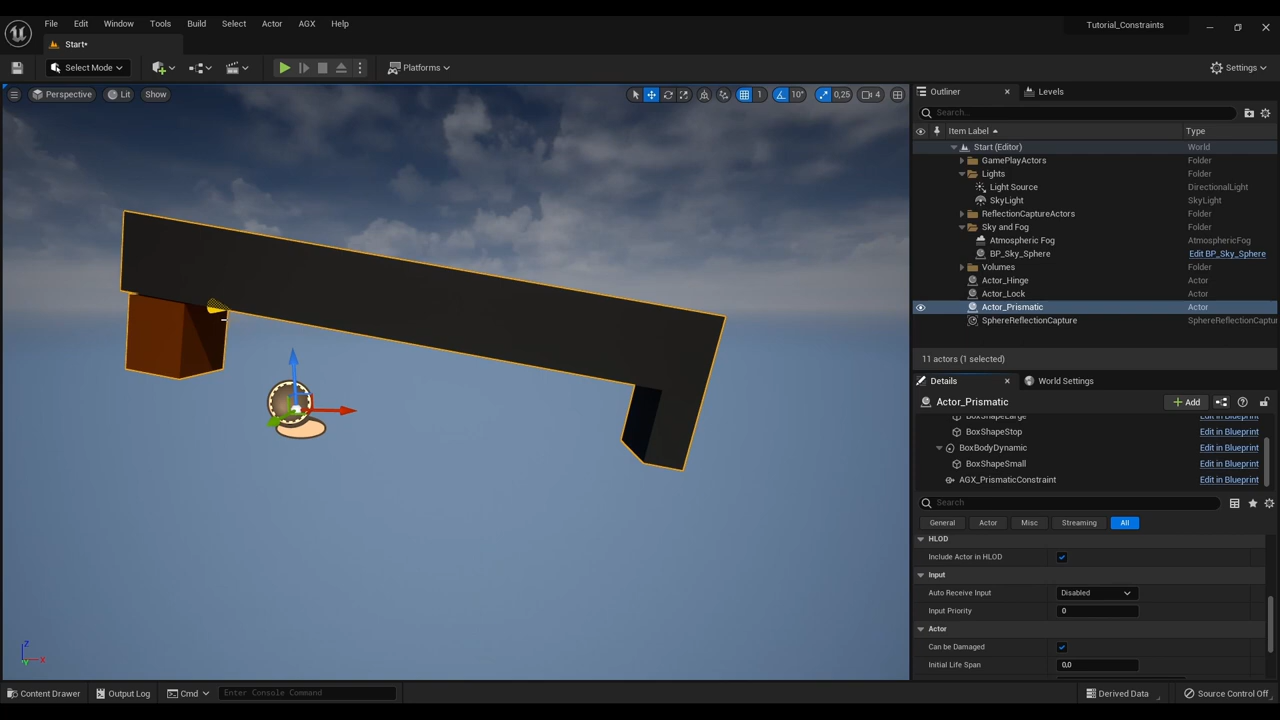 File Edit Window Tools Build Select Actor AGX Help
Tutorial_Constraints
Start•
Select Mode
Platforms
Settings
Perspective Lit Show
1 10° 0,25 4
Outliner Levels
Search...
Item Label Type
Start (Editor) World
GamePlayActors Folder
Lights Folder
Light Source DirectionalLight
SkyLight SkyLight
ReflectionCaptureActors Folder
Sky and Fog Folder
Atmospheric Fog AtmosphericFog
BP_Sky_Sphere Edit BP_Sky_Sphere
Volumes Folder
Actor_Hinge Actor
Actor_Lock Actor
Actor_Prismatic Actor
SphereReflectionCapture SphereReflectionCaptur
11 actors (1 selected)
Details World Settings
Actor_Prismatic
Add
BoxShapeLarge Edit in Blueprint
BoxShapeStop Edit in Blueprint
BoxBodyDynamic Edit in Blueprint
BoxShapeSmall Edit in Blueprint
AGX_PrismaticConstraint Edit in Blueprint
Search
General Actor Misc Streaming All
HLOD
Include Actor in HLOD
Input
Auto Receive Input Disabled
Input Priority 0
Actor
Can be Damaged
Initial Life Span 0,0
Z
X
Y
Content Drawer Output Log Cmd Enter Console Command
Derived Data Source Control Off